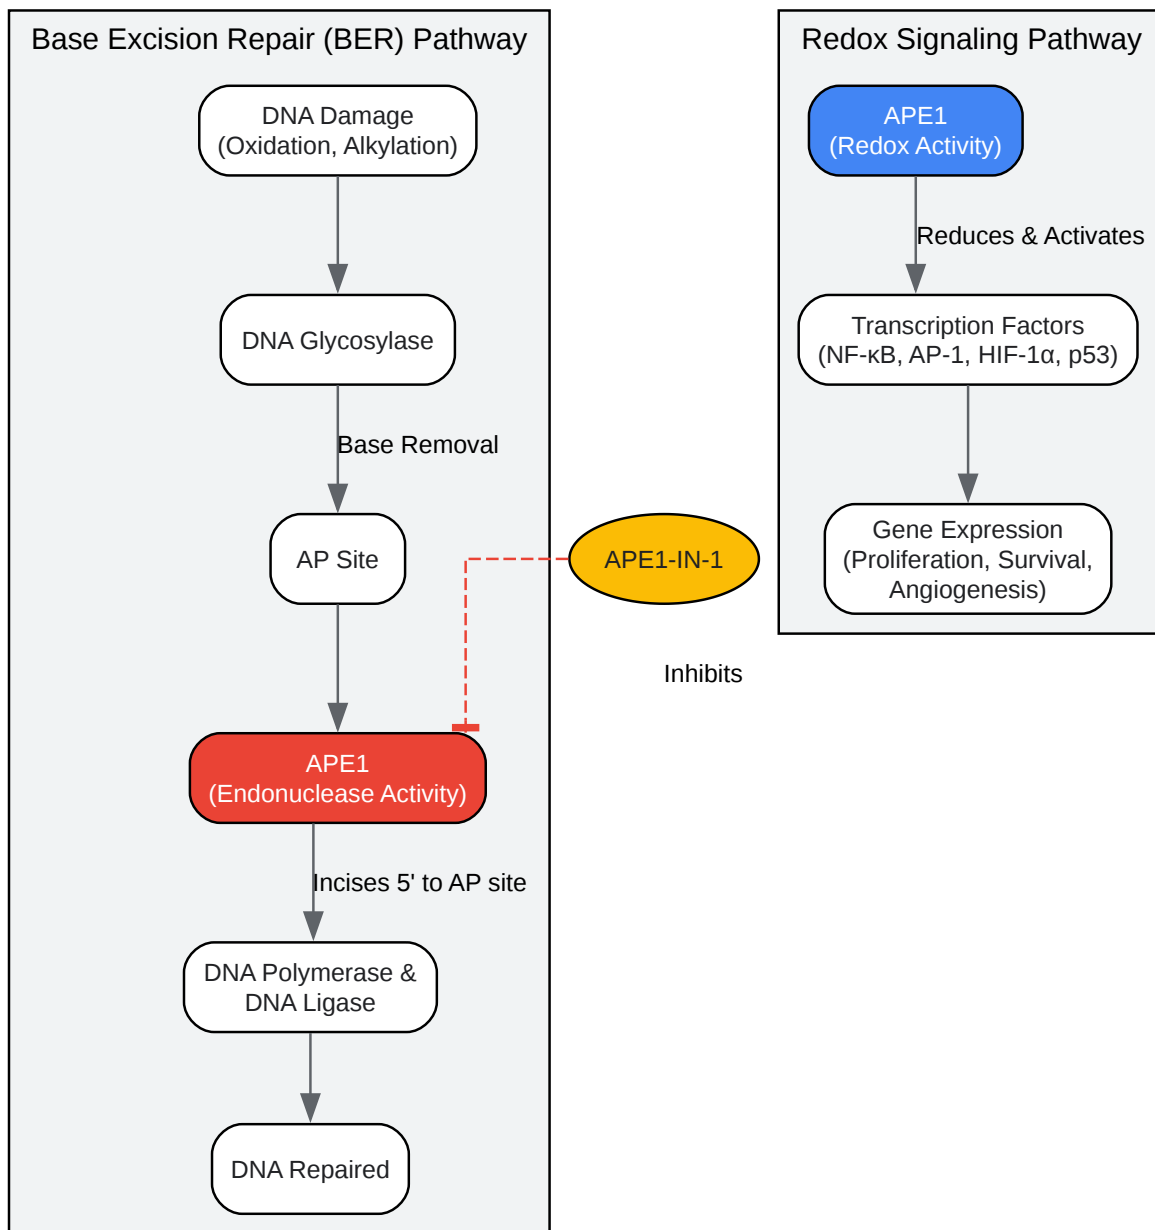 Base Excision Repair (BER) Pathway
DNA Damage
(Oxidation, Alkylation)
DNA Glycosylase
Base Removal
AP Site
APE1
(Endonuclease Activity)
Incises 5' to AP site
DNA Polymerase &
DNA Ligase
DNA Repaired
APE1-IN-1
Inhibits
Redox Signaling Pathway
APE1
(Redox Activity)
Reduces & Activates
Transcription Factors
(NF-κB, AP-1, HIF-1α, p53)
Gene Expression
(Proliferation, Survival,
Angiogenesis)